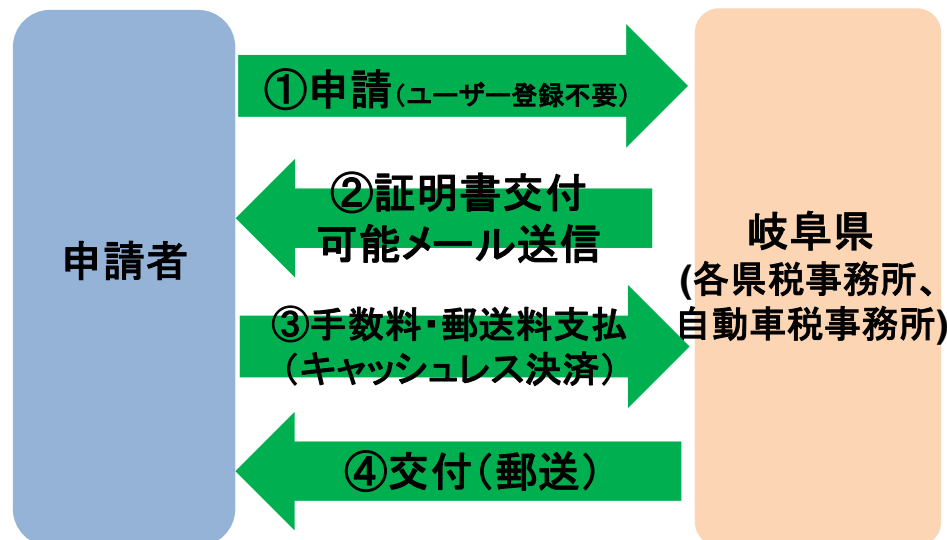 申請者
①申請（ユーザー登録不要）
②証明書交付
可能メール送信
③手数料・郵送料支払
（キャッシュレス決済）
④交付（郵送）
岐阜県
(各県税事務所、
自動車税事務所)